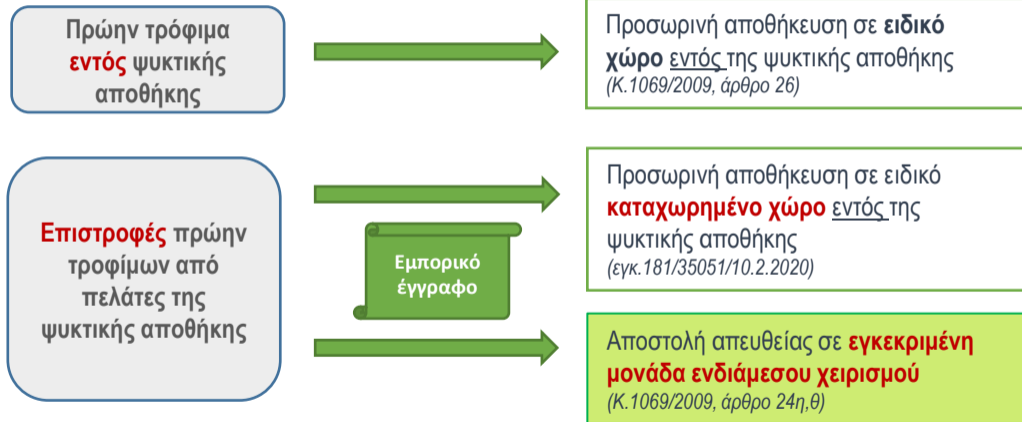 Πρώην τρόφιμα
εντός ψυκτικής
αποθήκης
Προσωρινή αποθήκευση σε ειδικό
χώρο εντός της ψυκτικής αποθήκης
(Κ.1069/2009, άρθρο 26)
Επιστροφές πρώην
τροφίμων από
πελάτες της
ψυκτικής αποθήκης
Εμπορικό
έγγραφο
Προσωρινή αποθήκευση σε ειδικό
καταχωρημένο χώρο εντός της
ψυκτικής αποθήκης
(εγκ.181/35051/10.2.2020)
Αποστολή απευθείας σε εγκεκριμένη
μονάδα ενδιάμεσου χειρισμού
(Κ.1069/2009, άρθρο 24η,θ)